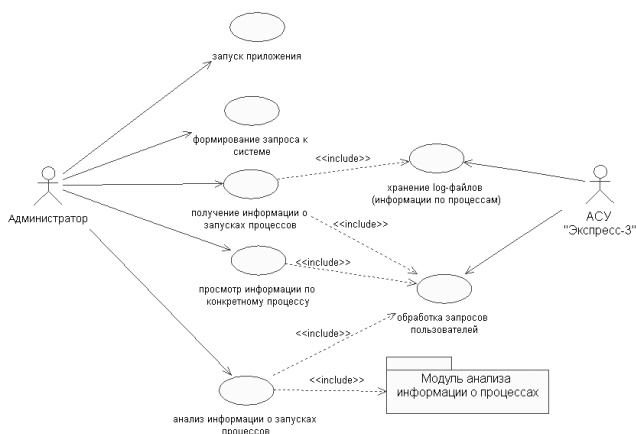 запуск приложения
формирование запроса к
системе
<<include>>
Администратор
получение информации о
запусках процессов
хранение log-файлов
(информации по процессам)
АСУ
"Экспресс-3"
<<include>>
<<include>>
просмотр информации по
конкретному процессу
обработка запросов
пользователей
<<include>>
<<include>>
Модуль анализа
информации о процессах
анализ информации о запусках
процессов